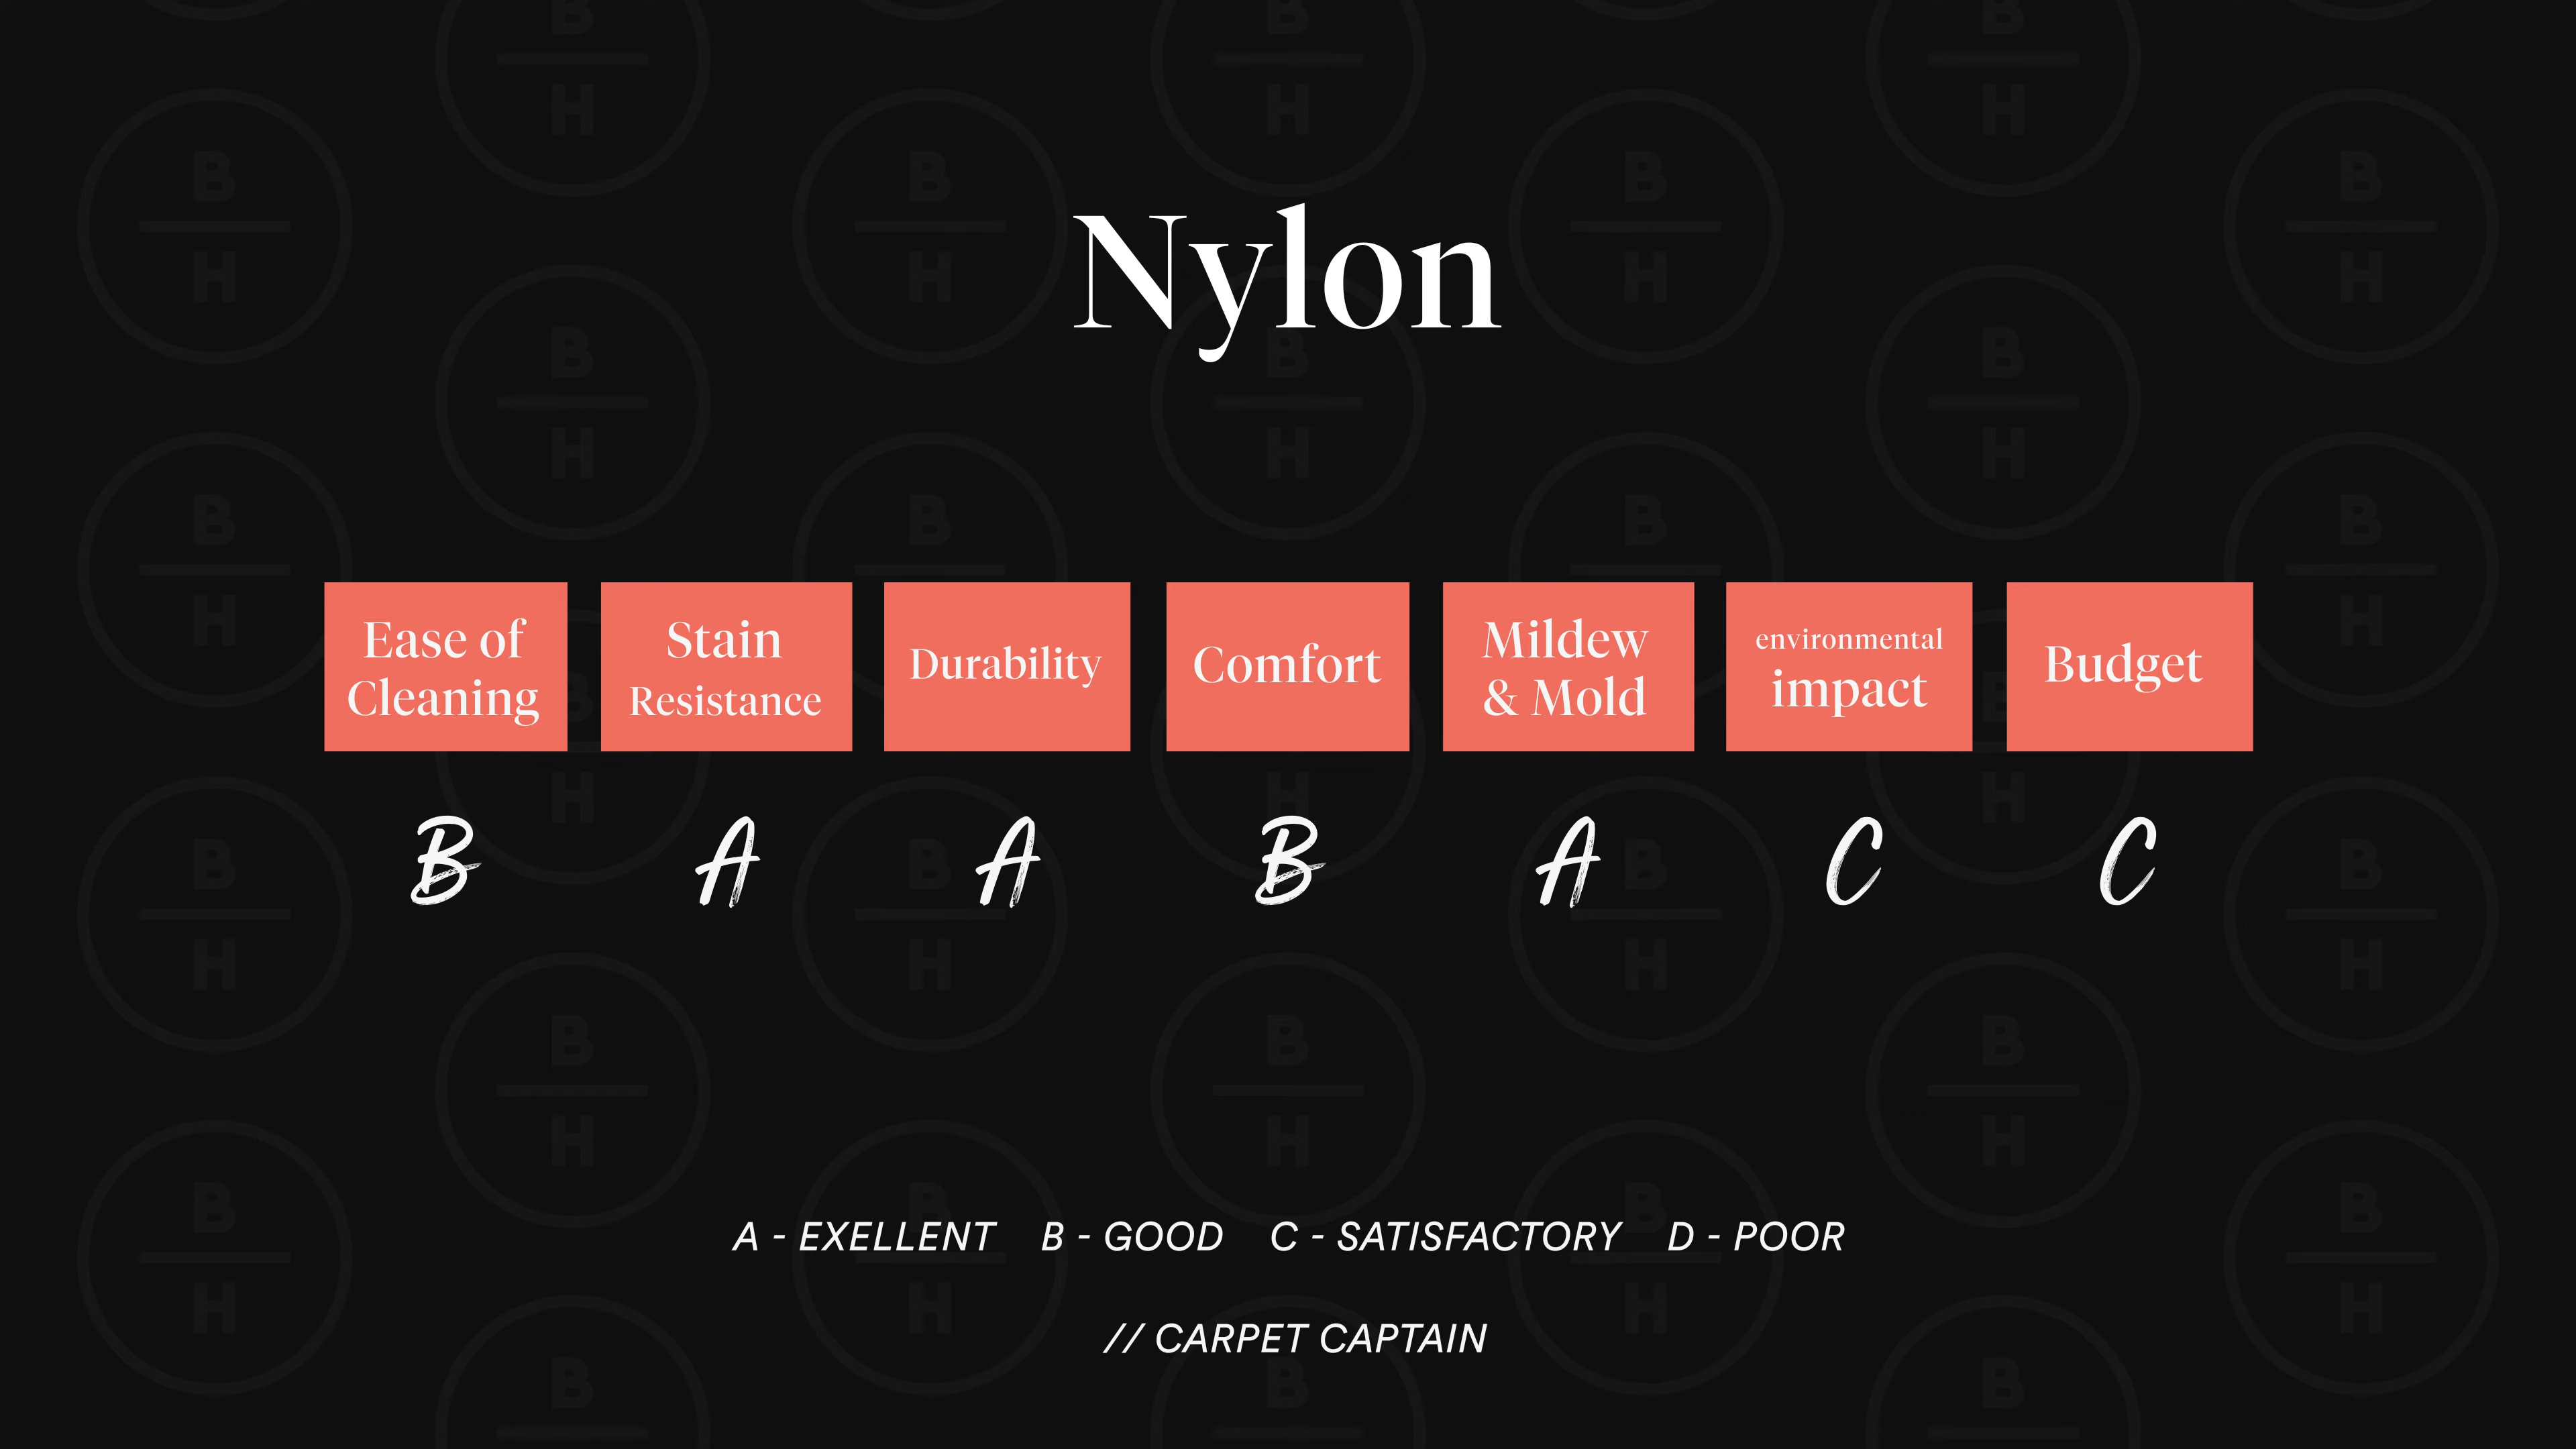 Nylon
Ease of
Cleaning
Stain
Resistance
Durability
Comfort
Mildew
& Mold
environmental
impact
Budget
B A A B A C C
A - EXELLENT B - GOOD C - SATISFACTORY D - POOR
// CARPET CAPTAIN